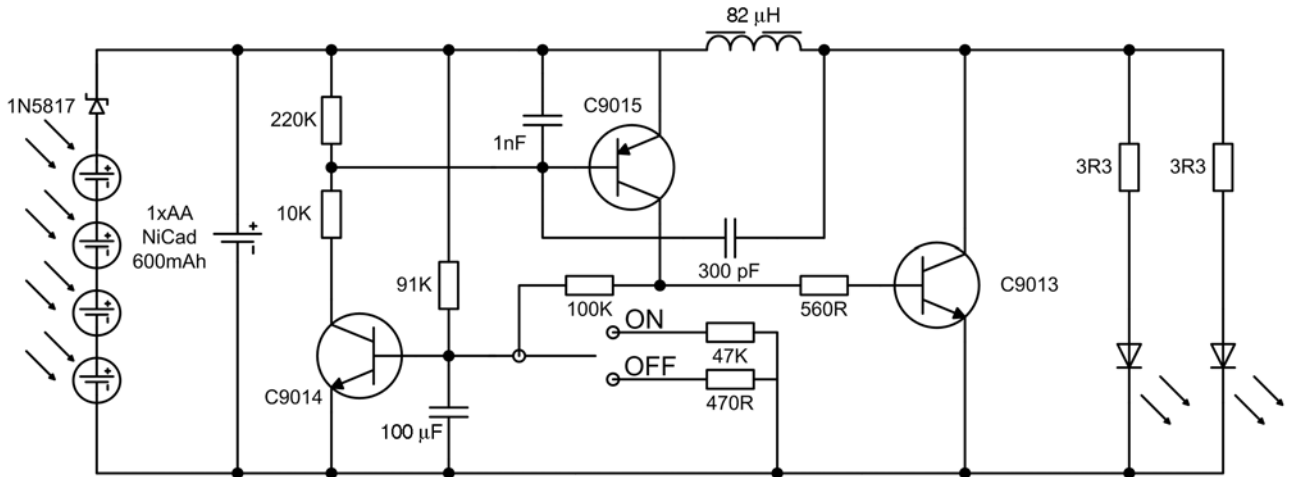 82 μH
1N5817
220K
1nF
C9015
3R3
3R3
10K
1xAA
NiCad
600mAh
+
300 pF
91K
100K
560R
C9013
ON
47K
OFF
470R
C9014
100 μF